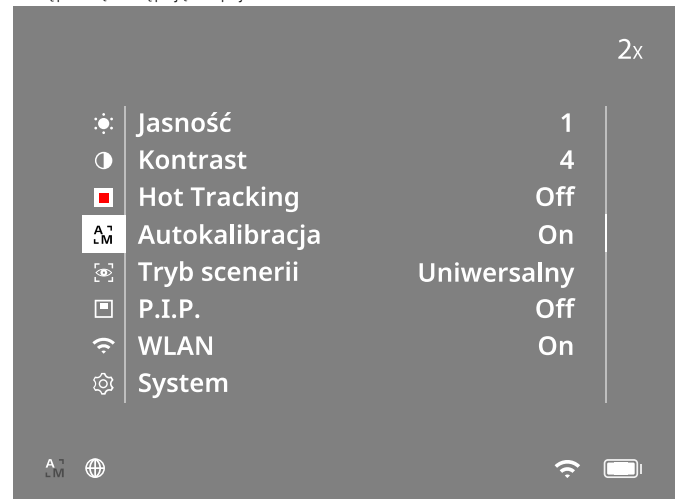 2x
Jasność 1
Kontrast 4
Hot Tracking Off
A M Autokalibracja On
Tryb scenerii Uniwersalny
P.I.P. Off
WLAN On
System
A M